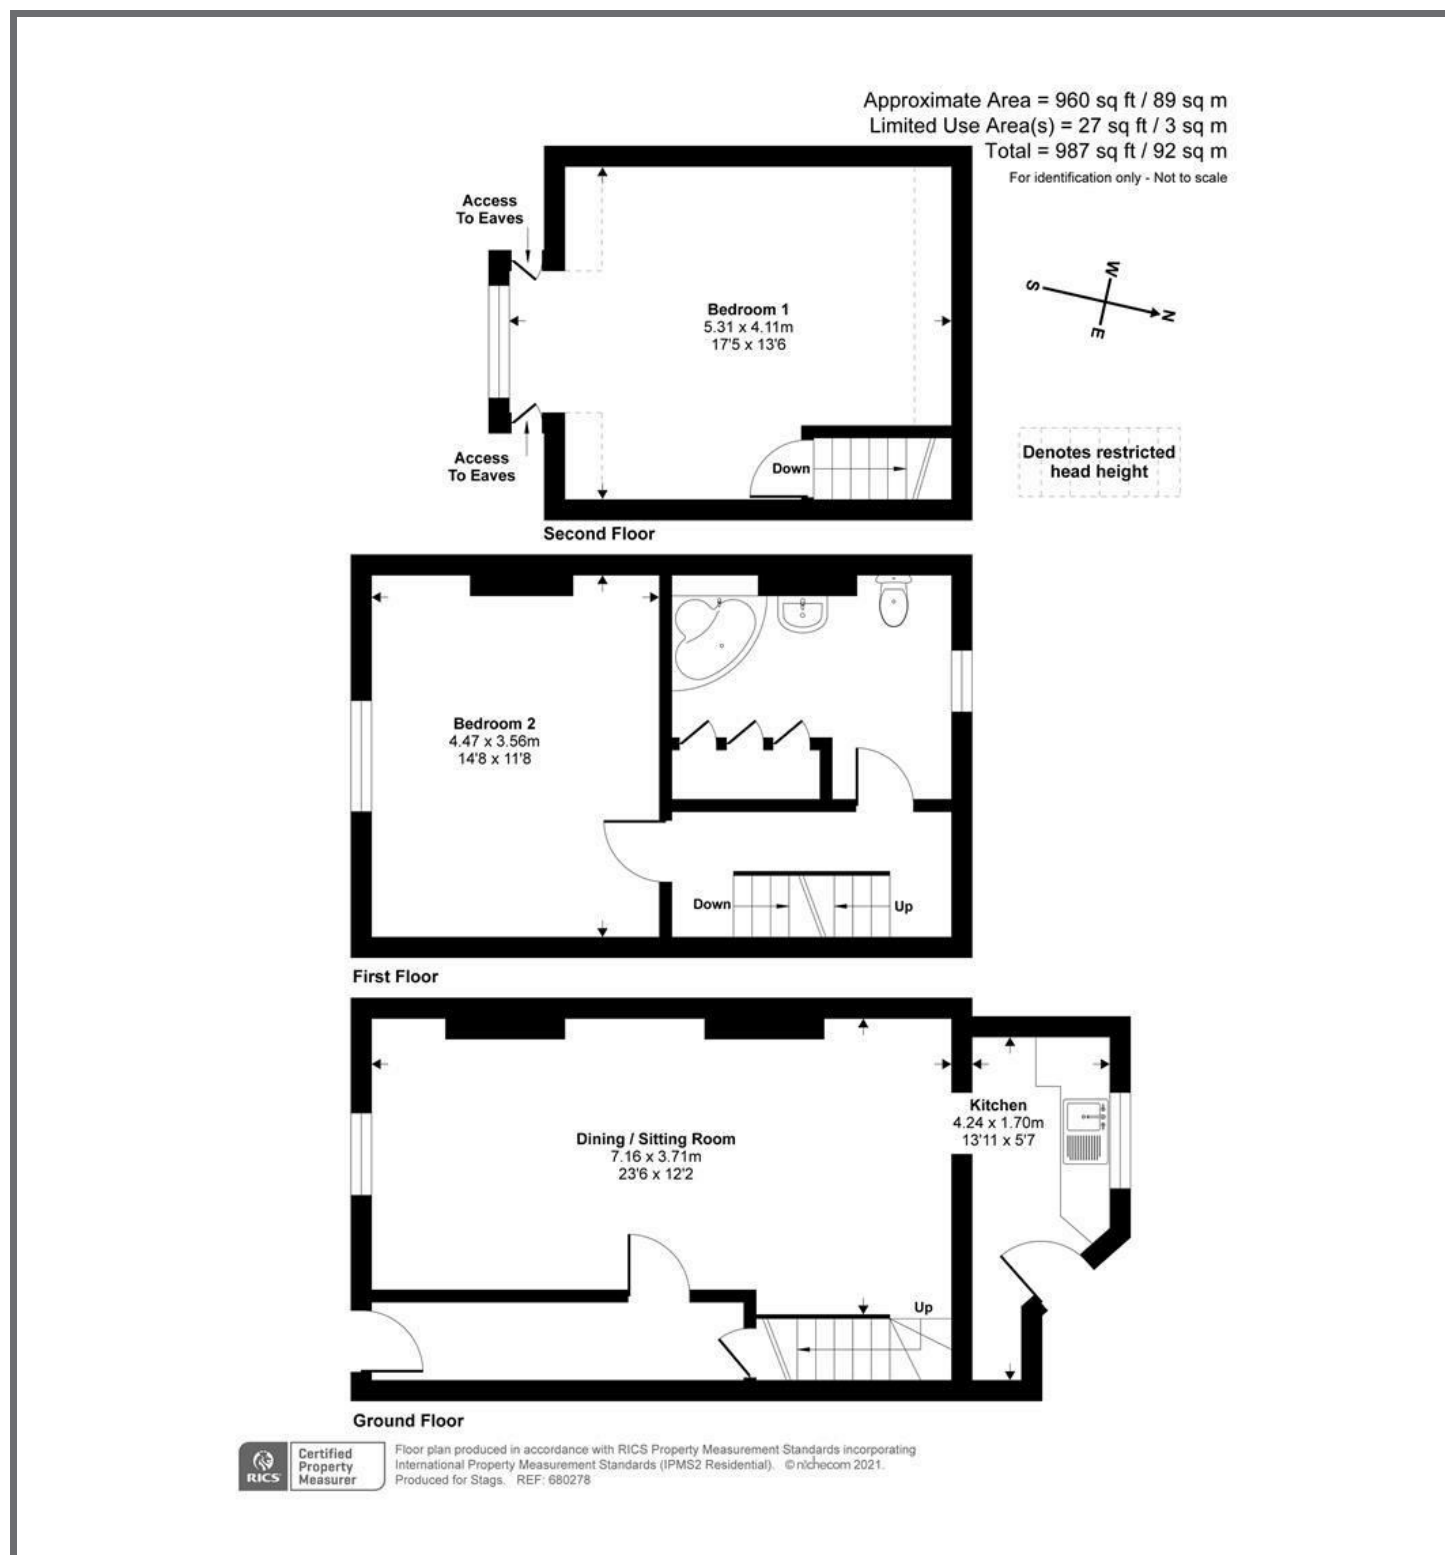 Approximate Area = 960 sq ft / 89 sq m
Limited Use Area(s) = 27 sq ft / 3 sq m
Total = 987 sq ft / 92 sq m
For identification only - Not to scale
Access
To Eaves
W
S
N
E
Bedroom 1
5.31 x 4.11m
17'5 x 13'6
Access
To Eaves
Down
Denotes restricted
head height
Second Floor
Bedroom 2
4.47 x 3.56m
14'8 x 11'8
Down
Up
First Floor
Kitchen
4.24 x 1.70m
13'11 x 5'7
Dining / Sitting Room
7.16 x 3.71m
23'6 x 12'2
Up
Ground Floor
RICS
Certified
Property
Measurer
Floor plan produced in accordance with RICS Property Measurement Standards incorporating
International Property Measurement Standards (IPMS2 Residential). © nichecom 2021.
Produced for Stags. REF: 680278